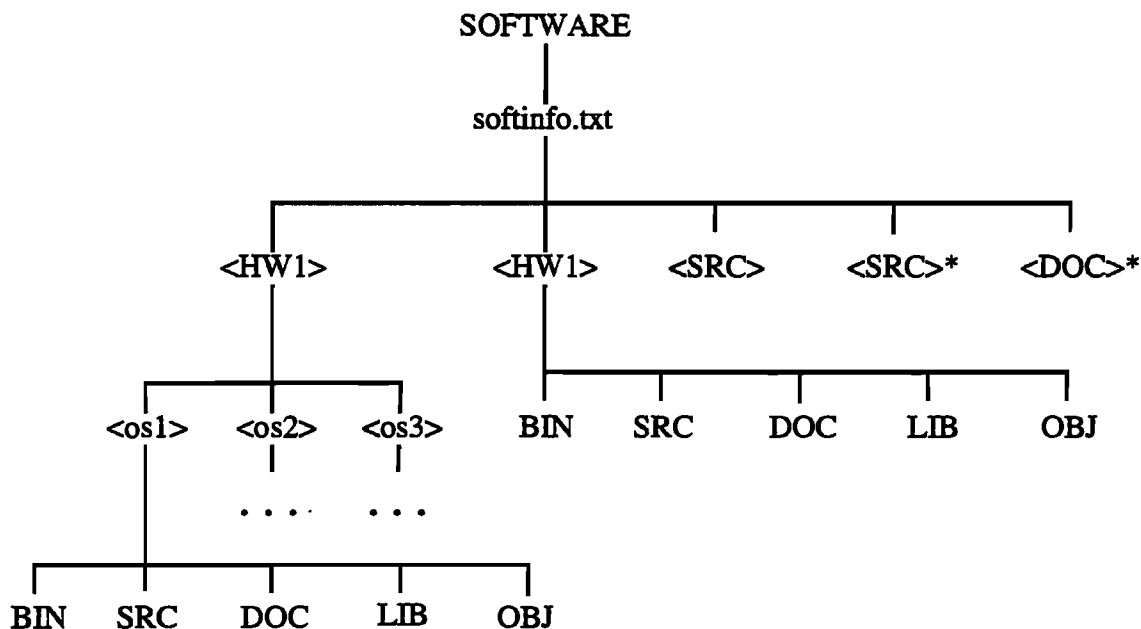 SOFTWARE
softinfo.txt
<HW1> <HW1> <SRC> <SRC>* <DOC>*
<os1> <os2> <os3> BIN SRC DOC LIB OBJ
. . . . . . .
BIN SRC DOC LIB OBJ